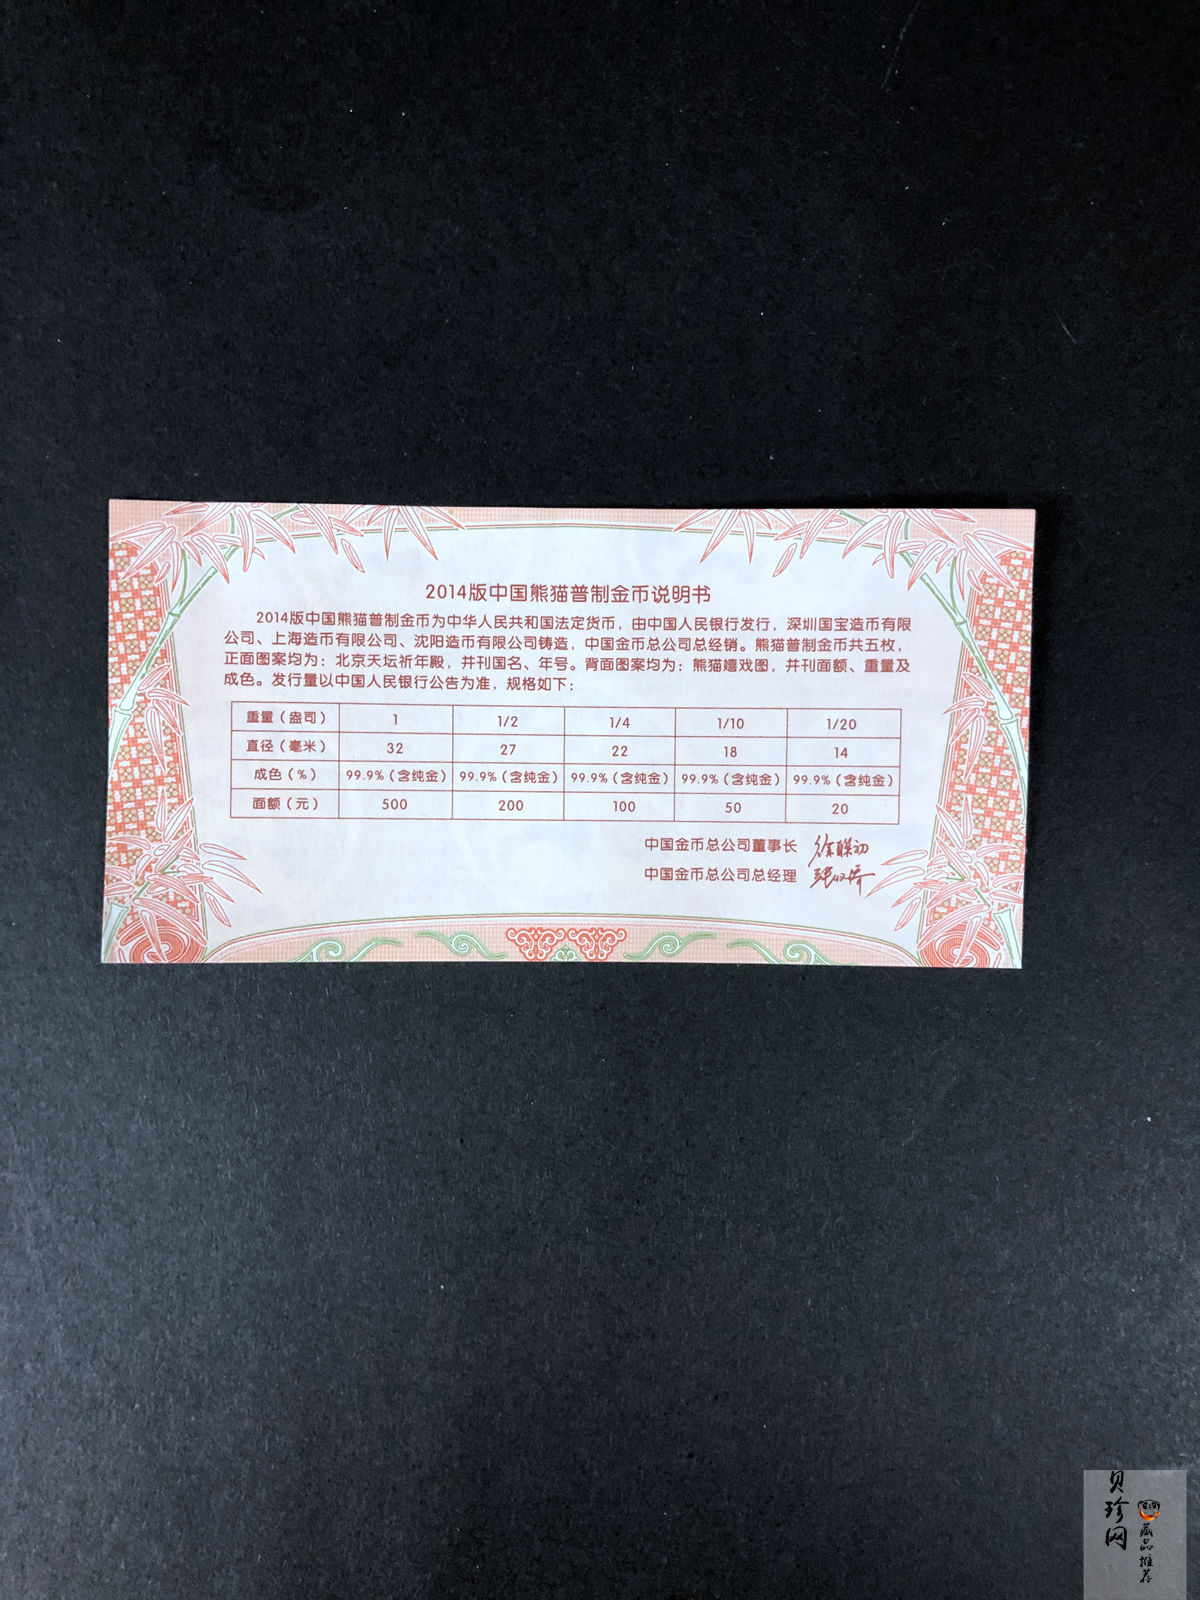 2014版中国熊猫普制金币说明书
2014版中国熊猫普制金币为中华人民共和国法定货币，由中国人民银行发行，深圳国宝造币有限
公司、上海造币有限公司、沈阳造币有限公司铸造，中国金币总公司总经销。熊猫普制金币共五枚，
正面图案均为：北京天坛祈年殿，并刊国名、年号。背面图案均为：熊猫嬉戏图，并刊面额、重量及
成色。发行量以中国人民银行公告为准，规格如下：
重量（盎司） 1 1/2 1/4 1/10 1/20
直径（毫米） 32 27 22 18 14
成色（%） 99.9%（含纯金） 99.9%（含纯金） 99.9%（含纯金） 99.9%（含纯金） 99.9%（含纯金）
面额（元） 500 200 100 50 20
中国金币总公司董事长 徐联初
中国金币总公司总经理
贝珍网
藏品推荐